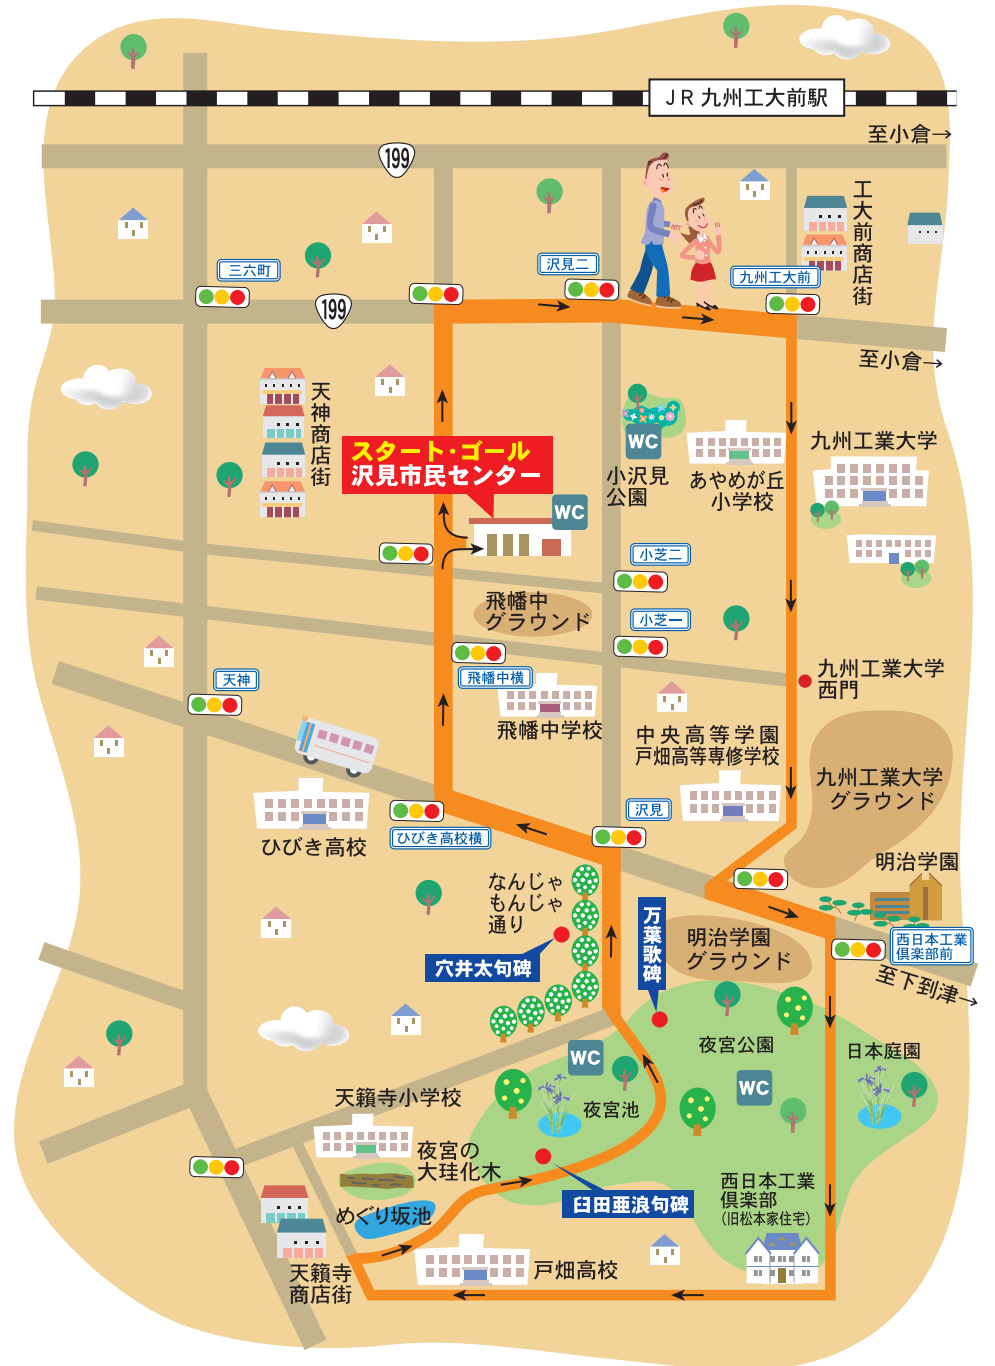 JR 九州工大前駅
至小倉→
199
工大前商店街
三六町
沢見二
九州工大前
199
至小倉→
天神商店街
スタート・ゴール
沢見市民センター
WC
小沢見
公園
あやめが丘
小学校
九州工業大学
WC
小芝二
飛幡中
グラウンド
小芝一
天神
飛幡中横
飛幡中学校
九州工業大学
西門
中央高等学園
戸畑高等専修学校
九州工業大学
グラウンド
沢見
ひびき高校
ひびき高校横
明治学園
なんじゃ
もんじゃ
通り
万葉歌碑
穴井太句碑
明治学園
グラウンド
西日本工業
倶楽部前
至下到津→
夜宮公園
日本庭園
WC
WC
夜宮池
天籟寺小学校
夜宮の
大珪化木
めぐり坂池
臼田亜浪句碑
西日本工業
倶楽部
(旧松本家住宅)
天籟寺
商店街
戸畑高校